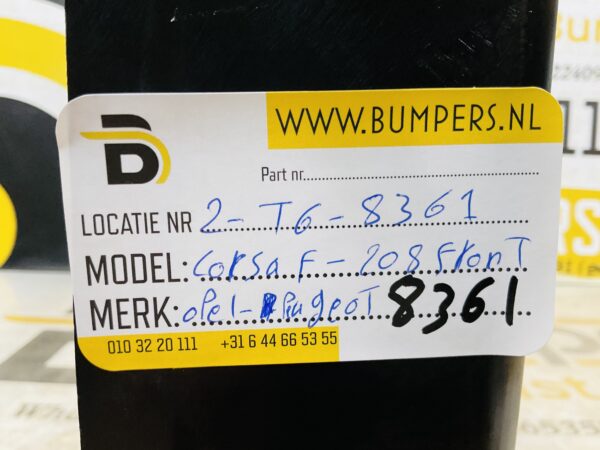 WWW.BUMPERS.NL
Part nr.
LOCATIE NR 2-T6-8361
MODEL: Corsa F - 208 FronT
MERK: opel - PiugeoT 8361
010 32 20 111 +31 6 44 66 53 55